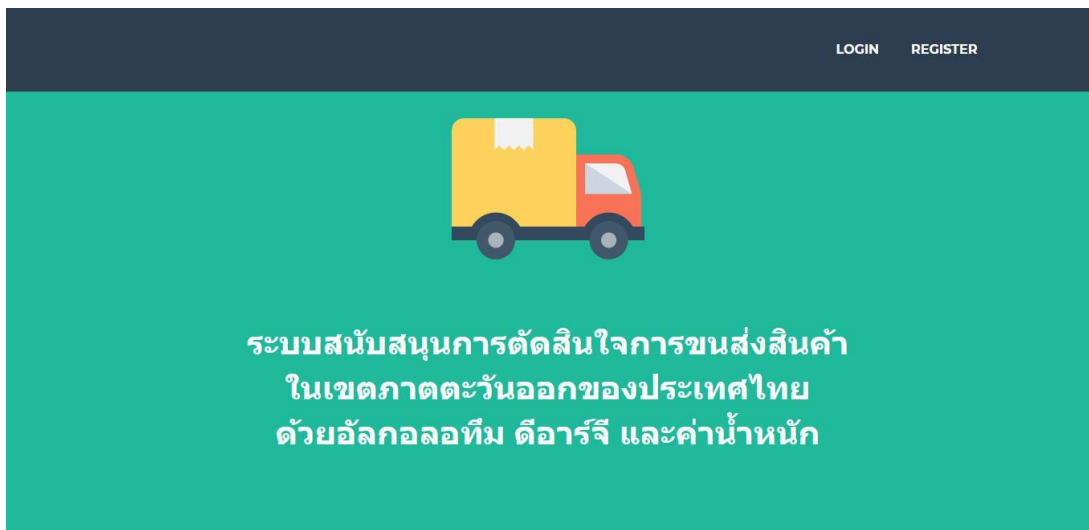 LOGIN REGISTER
ระบบสนับสนุนการตัดสินใจการขนส่งสินค้า
ในเขตภาตตะวันออกของประเทศไทย
ด้วยอัลกอลอทึม ดีอาร์จี และค่าน้ำหนัก